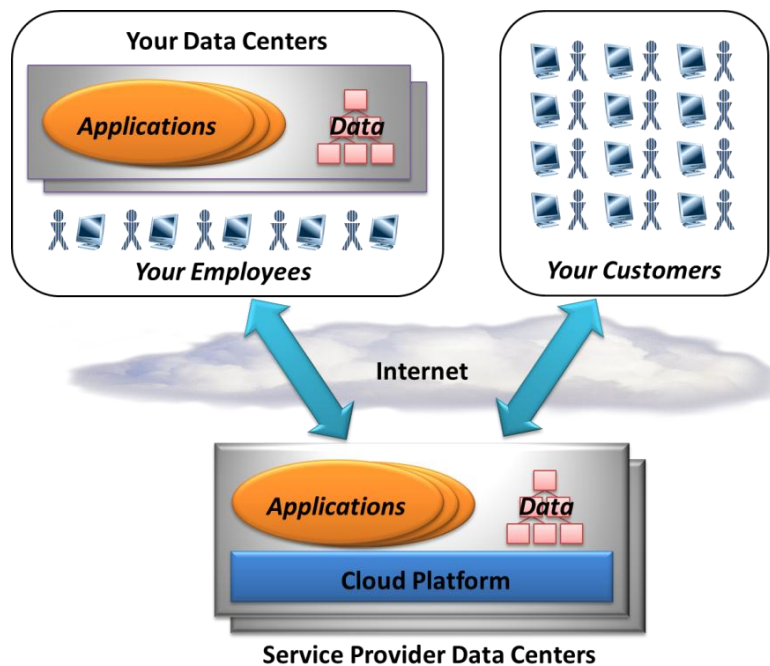 Your Data Centers
Applications
Data
Your Employees
Your Customers
Internet
Applications
Data
Cloud Platform
Service Provider Data Centers